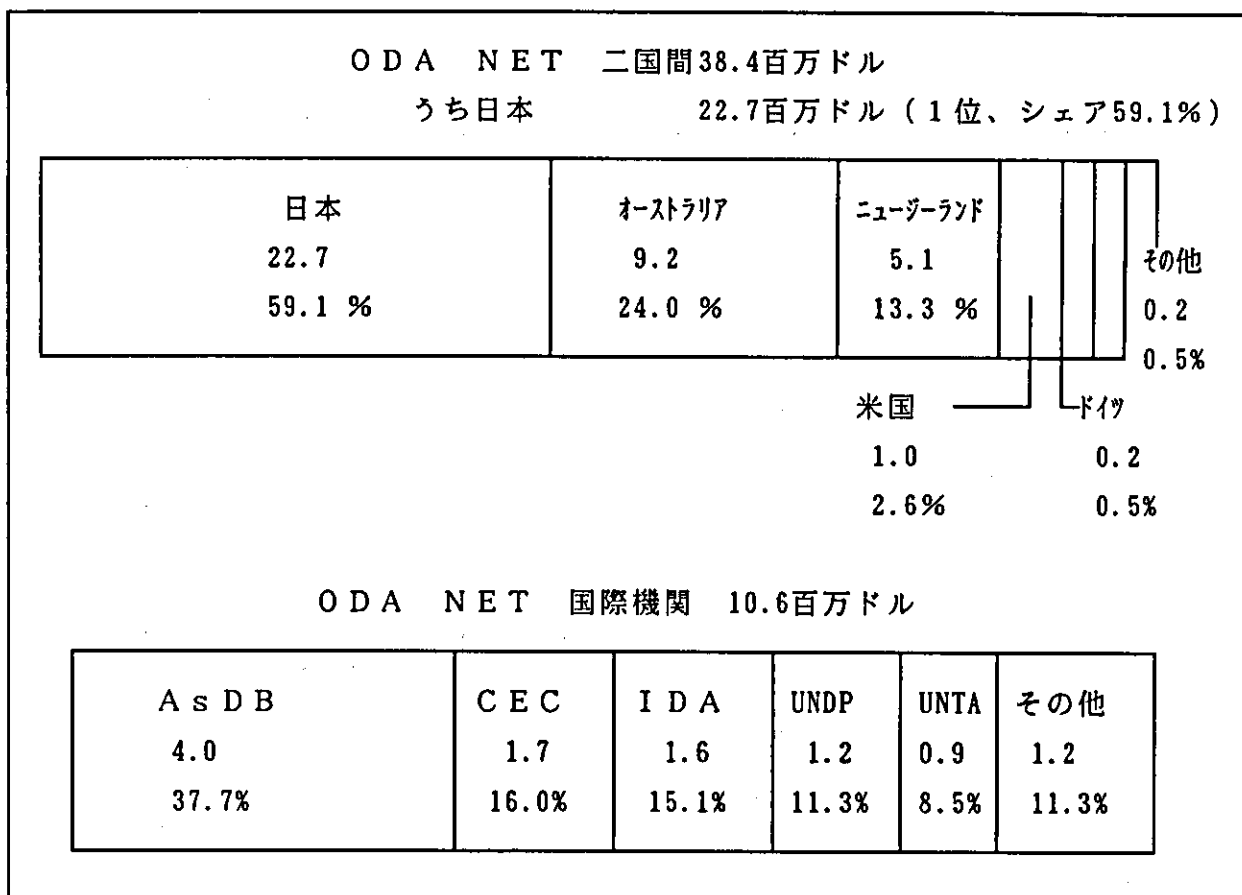 ODA NET 二国間38.4百万ドル
うち日本 22.7百万ドル(1位、シェア59.1%)
日本 オーストラリア ニュージーランド
22.7 9.2 5.1 その他
59.1 % 24.0 % 13.3 % 0.2
0.5%
米国 ドイツ
1.0 0.2
2.6% 0.5%
ODA NET 国際機関 10.6百万ドル
AsDB CEC IDA UNDP UNTA その他
4.0 1.7 1.6 1.2 0.9 1.2
37.7% 16.0% 15.1% 11.3% 8.5% 11.3%